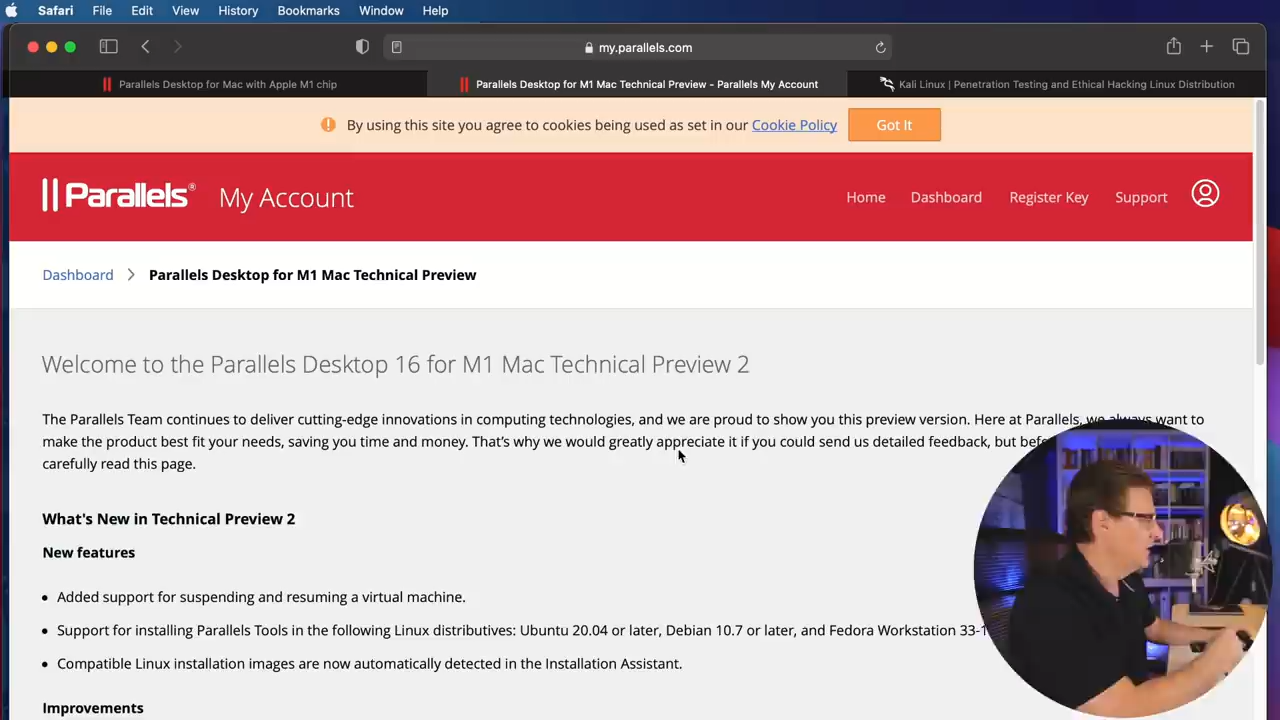 Safari File Edit View History Bookmarks Window Help
my.parallels.com
Parallels Desktop for Mac with Apple M1 chip
Parallels Desktop for M1 Mac Technical Preview - Parallels My Account
Kali Linux | Penetration Testing and Ethical Hacking Linux Distribution
By using this site you agree to cookies being used as set in our Cookie Policy Got It
Parallels® My Account Home Dashboard Register Key Support
Dashboard > Parallels Desktop for M1 Mac Technical Preview
Welcome to the Parallels Desktop 16 for M1 Mac Technical Preview 2
The Parallels Team continues to deliver cutting-edge innovations in computing technologies, and we are proud to show you this preview version. Here at Parallels, we always want to
make the product best fit your needs, saving you time and money. That's why we would greatly appreciate it if you could send us detailed feedback, but
carefully read this page.
What's New in Technical Preview 2
New features
• Added support for suspending and resuming a virtual machine.
• Support for installing Parallels Tools in the following Linux distributives: Ubuntu 20.04 or later, Debian 10.7 or later, and Fedora Workstation
• Compatible Linux installation images are now automatically detected in the Installation Assistant.
Improvements